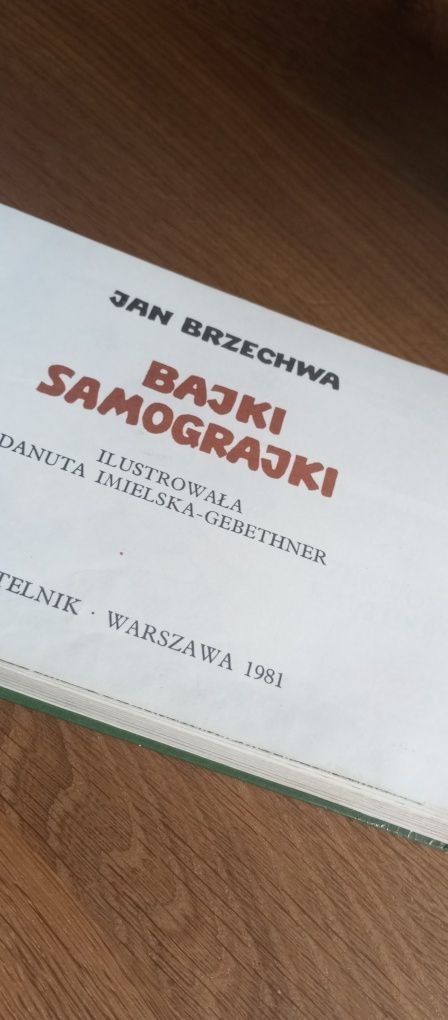 JAN BRZECHWA
BAJKI
SAMOGRAJKI
ILUSTROWAŁA
DANUTA IMIELSKA-GEBETHNER
TELNIK · WARSZAWA 1981